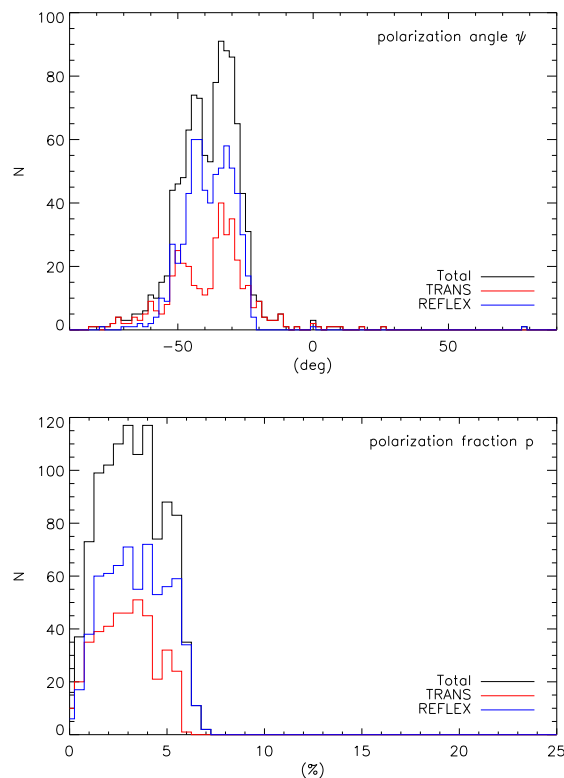 100
polarization angle ψ
80
60
N
40
20
Total
TRANS
REFLEX
0
−50 0 50
(deg)
120
polarization fraction p
100
80
60
N
40
20
Total
TRANS
REFLEX
0
0 5 10 15 20 25
(%)